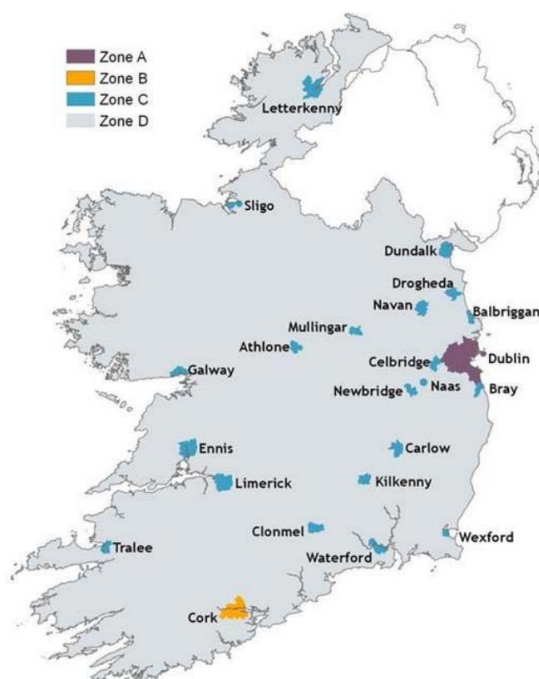 Zone A
Zone B
Zone C
Zone D
Letterkenny
Sligo
Dundalk
Drogheda
Navan
Balbriggan
Mullingar
Athlone
Dublin
Celbridge
Galway
Naas
Newbridge
Bray
Ennis
Carlow
Limerick
Kilkenny
Clonmel
Wexford
Waterford
Tralee
Cork